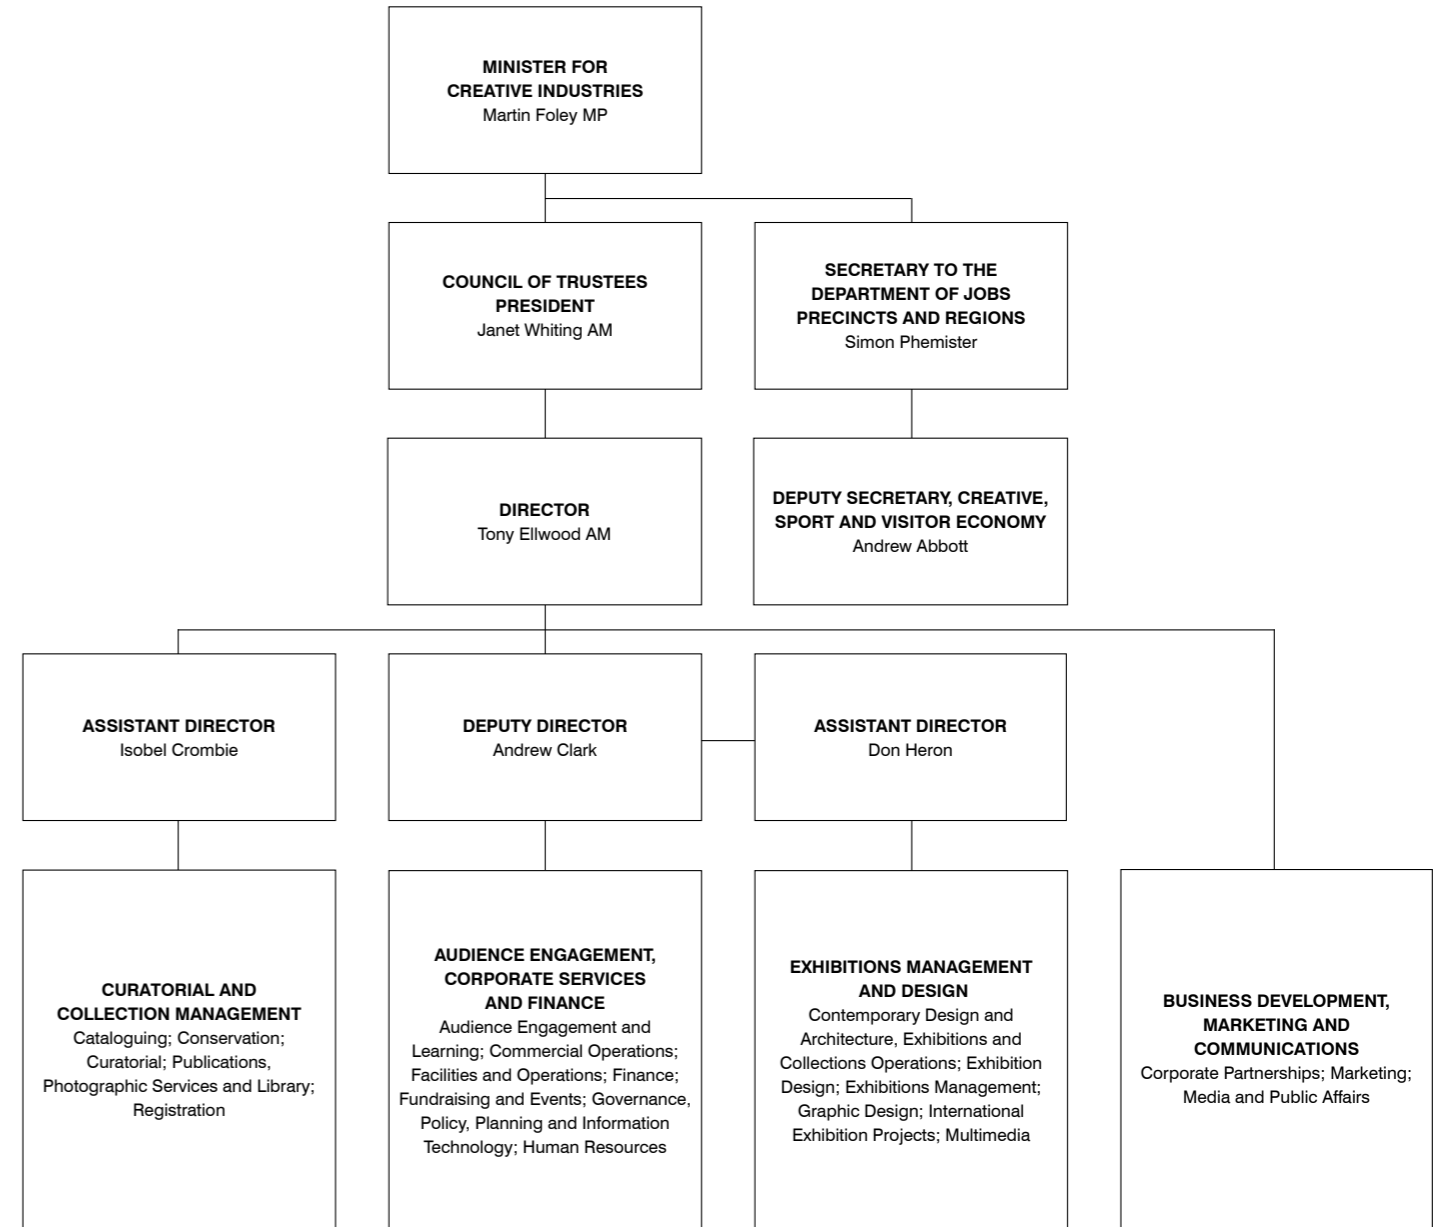 MINISTER FOR
CREATIVE INDUSTRIES
Martin Foley MP
COUNCIL OF TRUSTEES
PRESIDENT
Janet Whiting AM
SECRETARY TO THE
DEPARTMENT OF JOBS
PRECINCTS AND REGIONS
Simon Phemister
DIRECTOR
Tony Ellwood AM
DEPUTY SECRETARY, CREATIVE,
SPORT AND VISITOR ECONOMY
Andrew Abbott
ASSISTANT DIRECTOR
Isobel Crombie
DEPUTY DIRECTOR
Andrew Clark
ASSISTANT DIRECTOR
Don Heron
CURATORIAL AND
COLLECTION MANAGEMENT
Cataloguing; Conservation;
Curatorial; Publications,
Photographic Services and Library;
Registration
AUDIENCE ENGAGEMENT,
CORPORATE SERVICES
AND FINANCE
Audience Engagement and
Learning; Commercial Operations;
Facilities and Operations; Finance;
Fundraising and Events; Governance,
Policy, Planning and Information
Technology; Human Resources
EXHIBITIONS MANAGEMENT
AND DESIGN
Contemporary Design and
Architecture, Exhibitions and
Collections Operations; Exhibition
Design; Exhibitions Management;
Graphic Design; International
Exhibition Projects; Multimedia
BUSINESS DEVELOPMENT,
MARKETING AND
COMMUNICATIONS
Corporate Partnerships; Marketing;
Media and Public Affairs